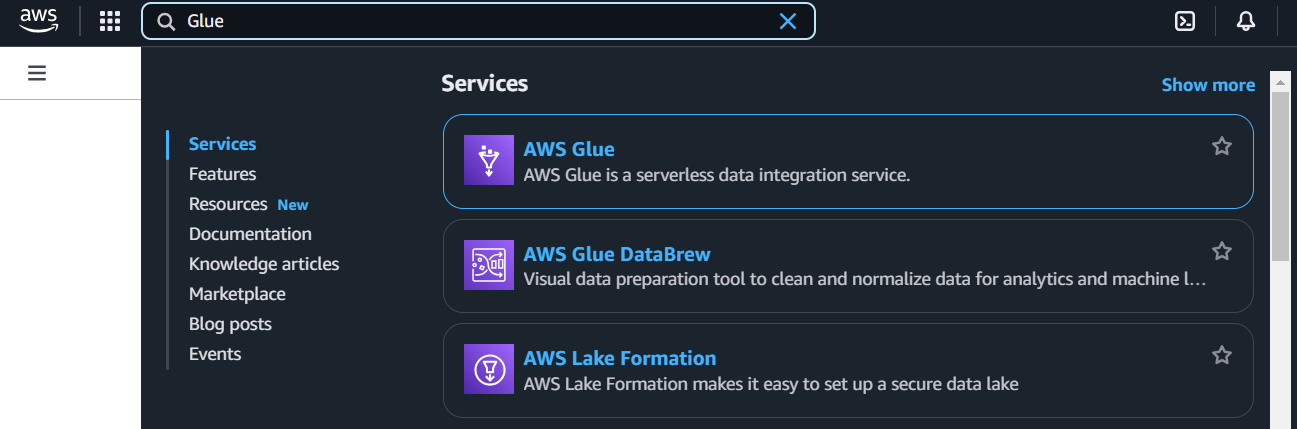 aws
Glue
Services
Show more
Services
Features
Resources New
Documentation
Knowledge articles
Marketplace
Blog posts
Events
AWS Glue
AWS Glue is a serverless data integration service.
AWS Glue DataBrew
Visual data preparation tool to clean and normalize data for analytics and machine l...
AWS Lake Formation
AWS Lake Formation makes it easy to set up a secure data lake